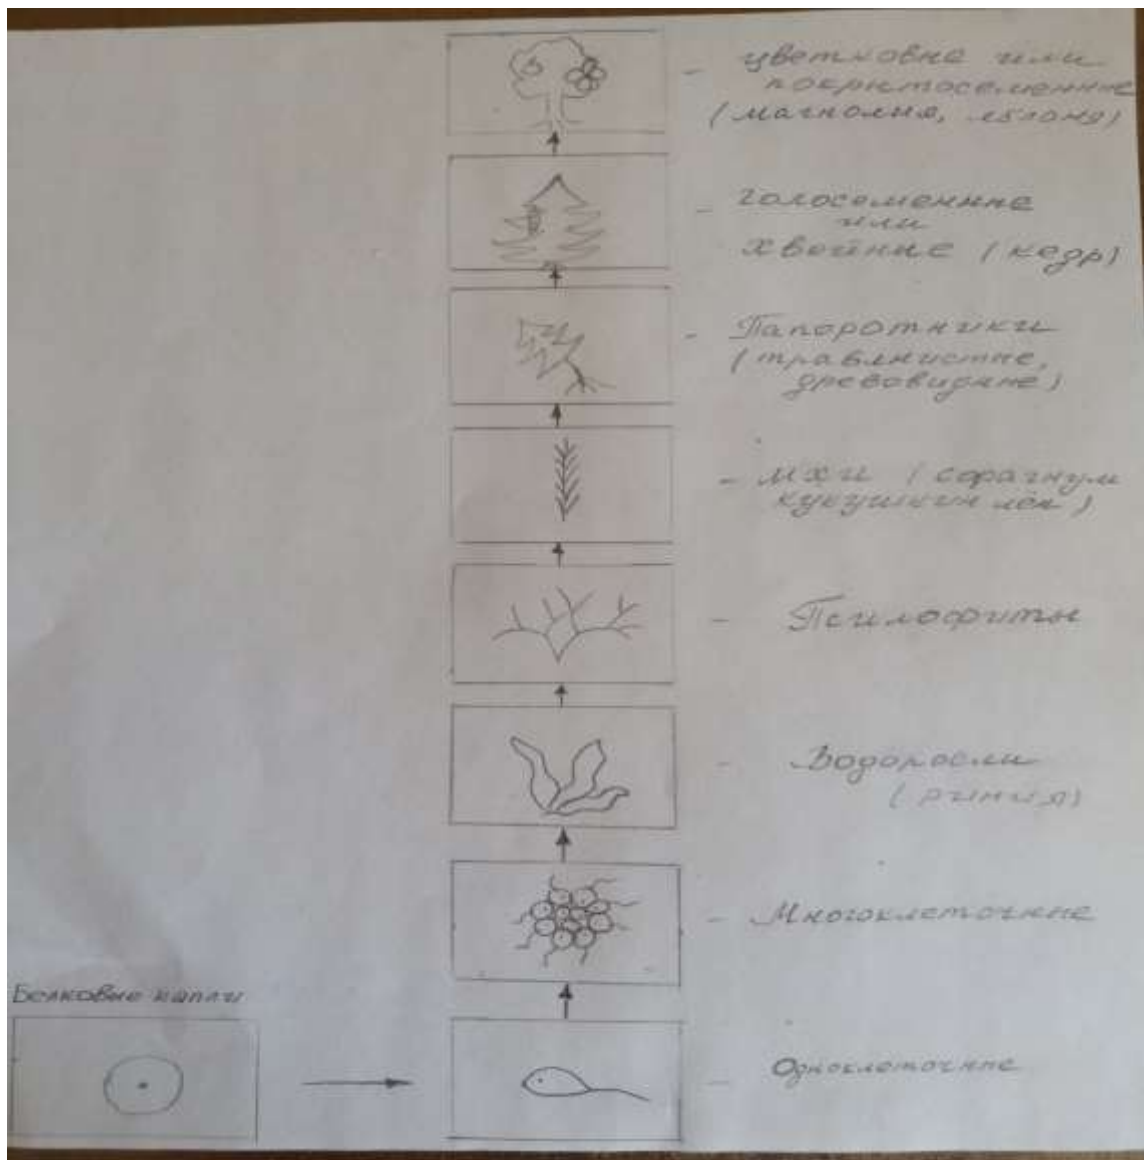 цветковые или
покрытосеменные
(магнолия, яблоня)
голосеменные
или
хвойные (кедр)
Папоротники
(травянистые,
древовидные)
мхи (сфагнум
кукушкин лён)
Псилофиты
Водоросли
(риния)
Многоклеточные
Белковые капли
Одноклеточные